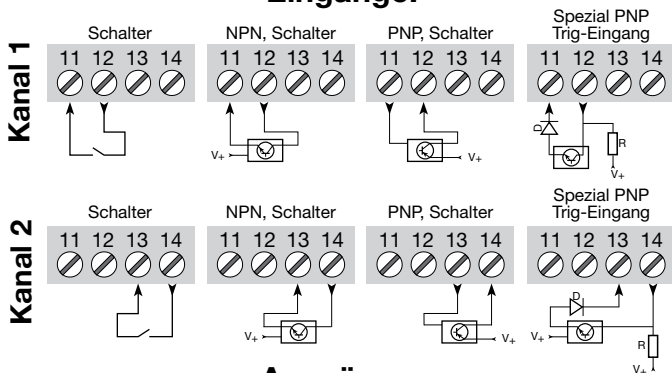 Kanal 1
Schalter
11 12 13 14
NPN, Schalter
11 12 13 14
V+
PNP, Schalter
11 12 13 14
V+
Spezial PNP
Trig-Eingang
11 12 13 14
D
R
V+
Kanal 2
Schalter
11 12 13 14
NPN, Schalter
11 12 13 14
V+
PNP, Schalter
11 12 13 14
V+
Spezial PNP
Trig-Eingang
11 12 13 14
D
V+
R
V+